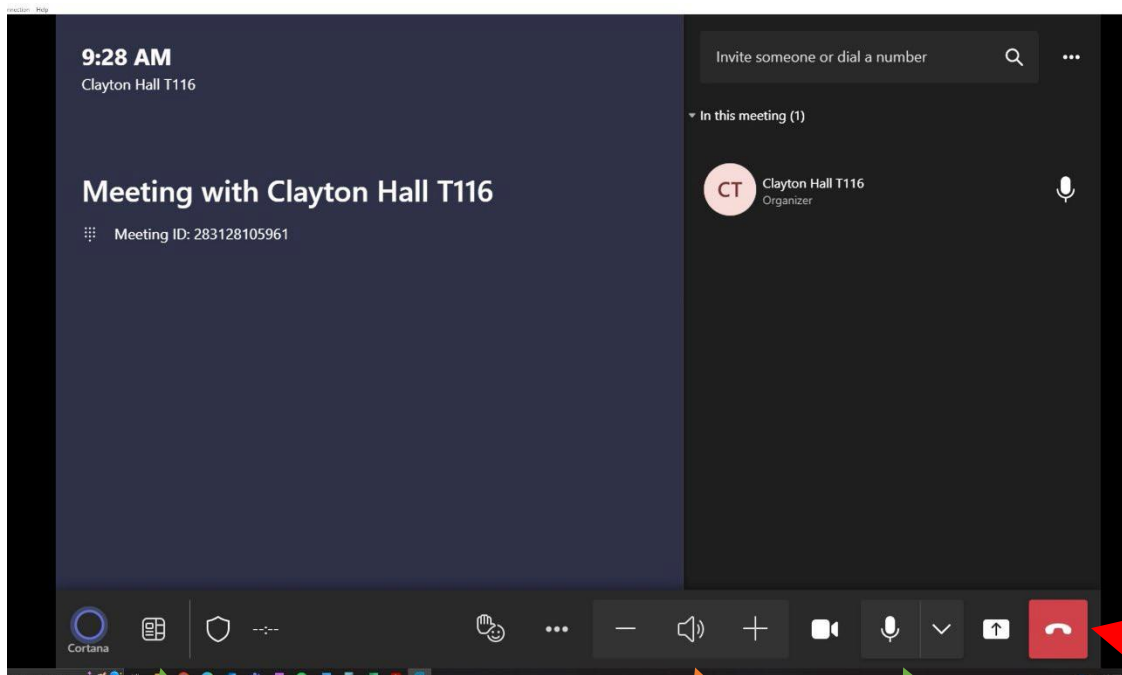 Help
9:28 AM
Clayton Hall T116
Meeting with Clayton Hall T116
Meeting ID: 283128105961
Invite someone or dial a number
In this meeting (1)
CT
Clayton Hall T116
Organizer
Cortana
--:--